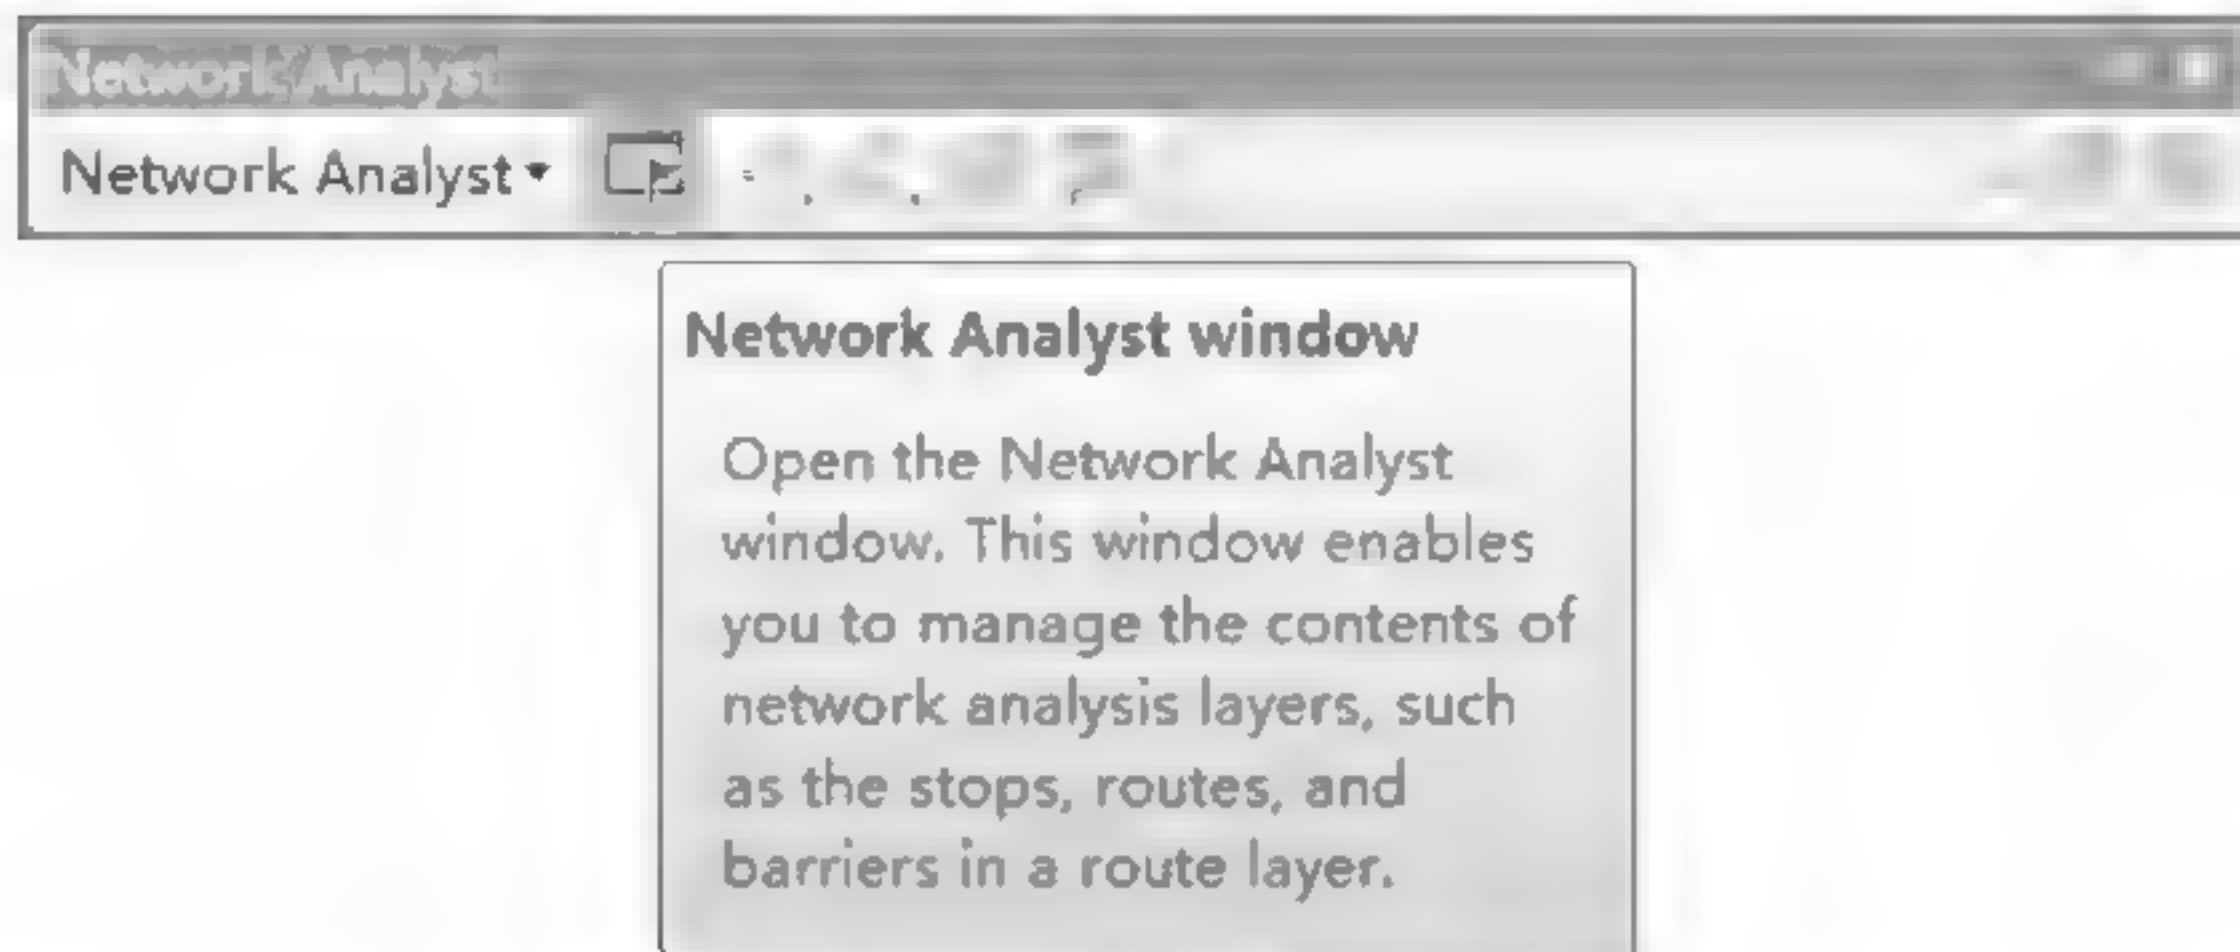 Network Analyst
Network Analyst
Network Analyst window
Open the Network Analyst
window. This window enables
you to manage the contents of
network analysis layers, such
as the stops, routes, and
barriers in a route layer.